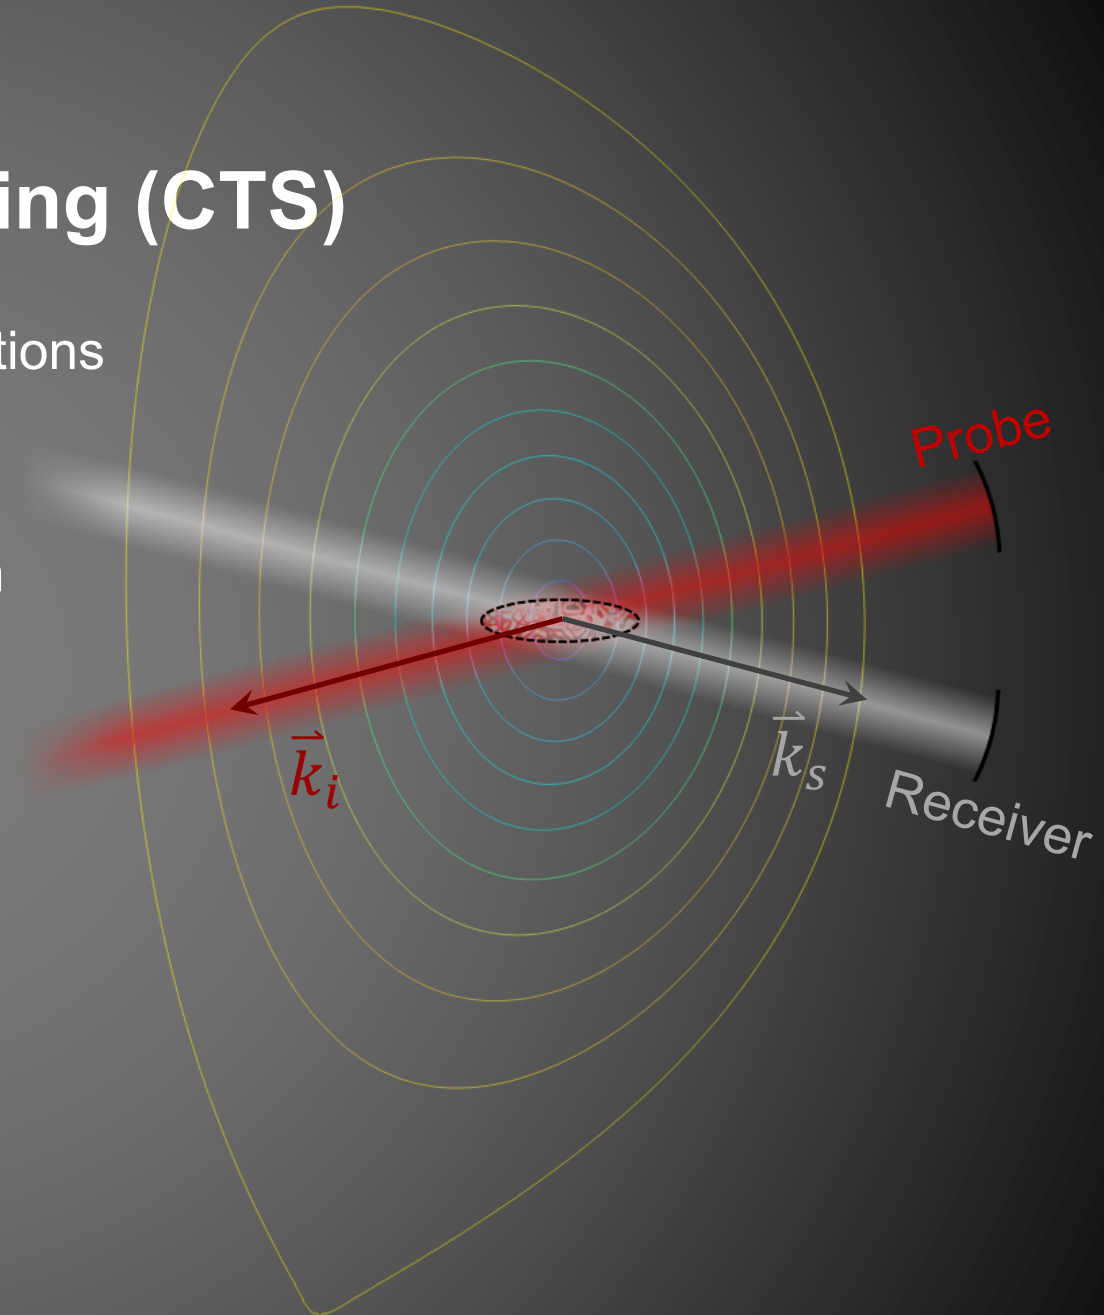 ing (CTS)
tions
Probe
k⃗ᵢ
k⃗ₛ
Receiver